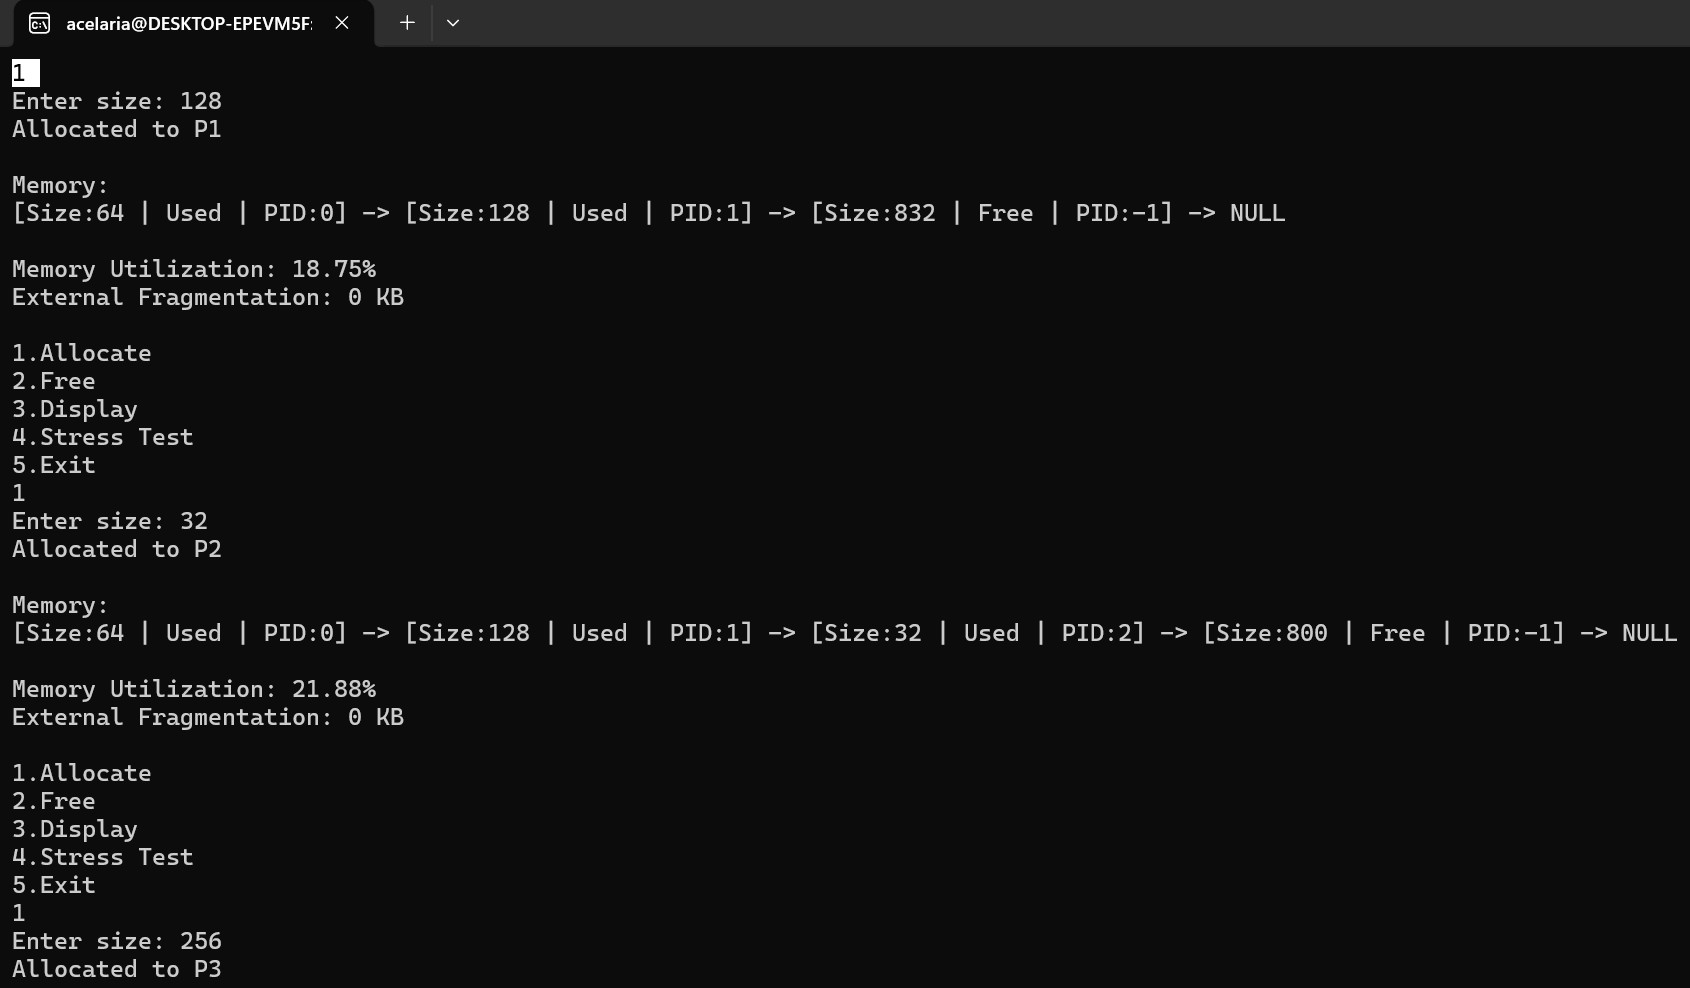 acelaria@DESKTOP-EPEVM5F:
1
Enter size: 128
Allocated to P1
Memory:
[Size:64 | Used | PID:0] -> [Size:128 | Used | PID:1] -> [Size:832 | Free | PID:-1] -> NULL
Memory Utilization: 18.75%
External Fragmentation: 0 KB
1.Allocate
2.Free
3.Display
4.Stress Test
5.Exit
1
Enter size: 32
Allocated to P2
Memory:
[Size:64 | Used | PID:0] -> [Size:128 | Used | PID:1] -> [Size:32 | Used | PID:2] -> [Size:800 | Free | PID:-1] -> NULL
Memory Utilization: 21.88%
External Fragmentation: 0 KB
1.Allocate
2.Free
3.Display
4.Stress Test
5.Exit
1
Enter size: 256
Allocated to P3